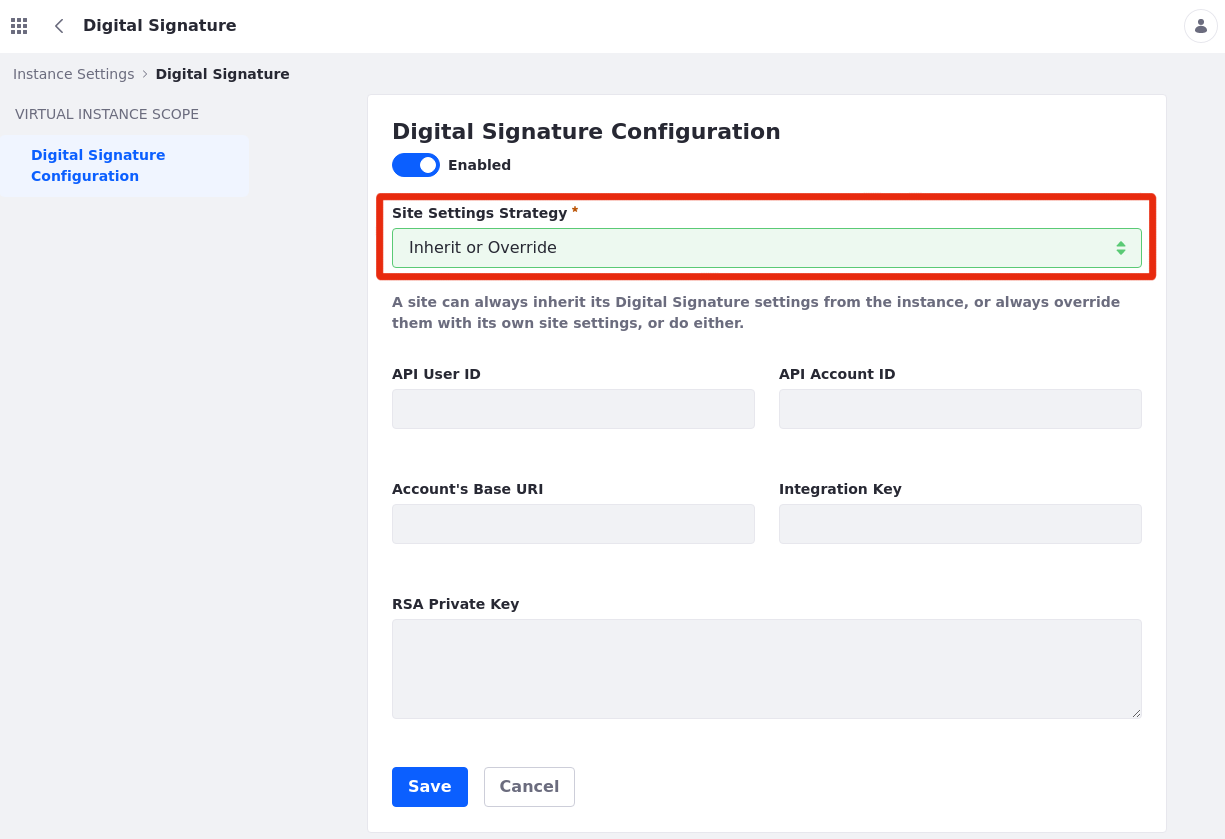 Digital Signature
Instance Settings > Digital Signature
VIRTUAL INSTANCE SCOPE
Digital Signature
Configuration
Digital Signature Configuration
Enabled
Site Settings Strategy *
Inherit or Override
A site can always inherit its Digital Signature settings from the instance, or always override
them with its own site settings, or do either.
API User ID
API Account ID
Account's Base URI
Integration Key
RSA Private Key
Save
Cancel